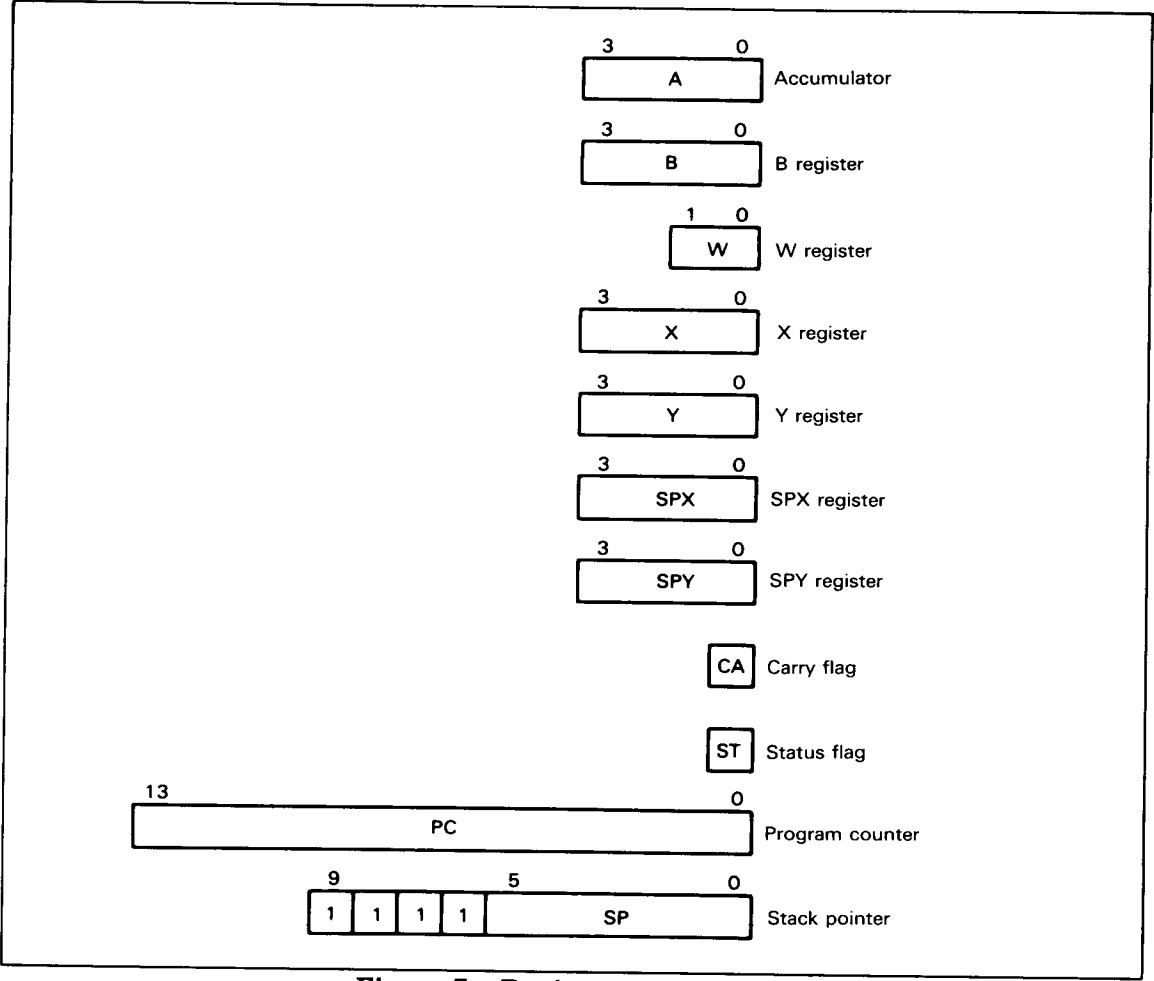 3 0
A Accumulator
3 0
B B register
1 0
W W register
3 0
X X register
3 0
Y Y register
3 0
SPX SPX register
3 0
SPY SPY register
CA Carry flag
ST Status flag
13 0
PC Program counter
9 5 0
1 1 1 1 SP Stack pointer